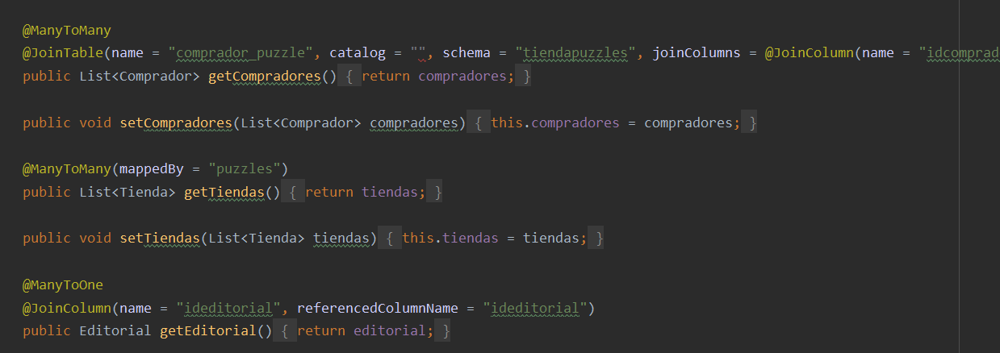 @ManyToMany
@JoinTable(name = "comprador_puzzle", catalog = "", schema = "tiendapuzzles", joinColumns = @JoinColumn(name = "idcomprad
public List<Comprador> getCompradores() { return compradores; }
public void setCompradores(List<Comprador> compradores) { this.compradores = compradores; }
@ManyToMany(mappedBy = "puzzles")
public List<Tienda> getTiendas() { return tiendas; }
public void setTiendas(List<Tienda> tiendas) { this.tiendas = tiendas; }
@ManyToOne
@JoinColumn(name = "ideditorial", referencedColumnName = "ideditorial")
public Editorial getEditorial() { return editorial; }